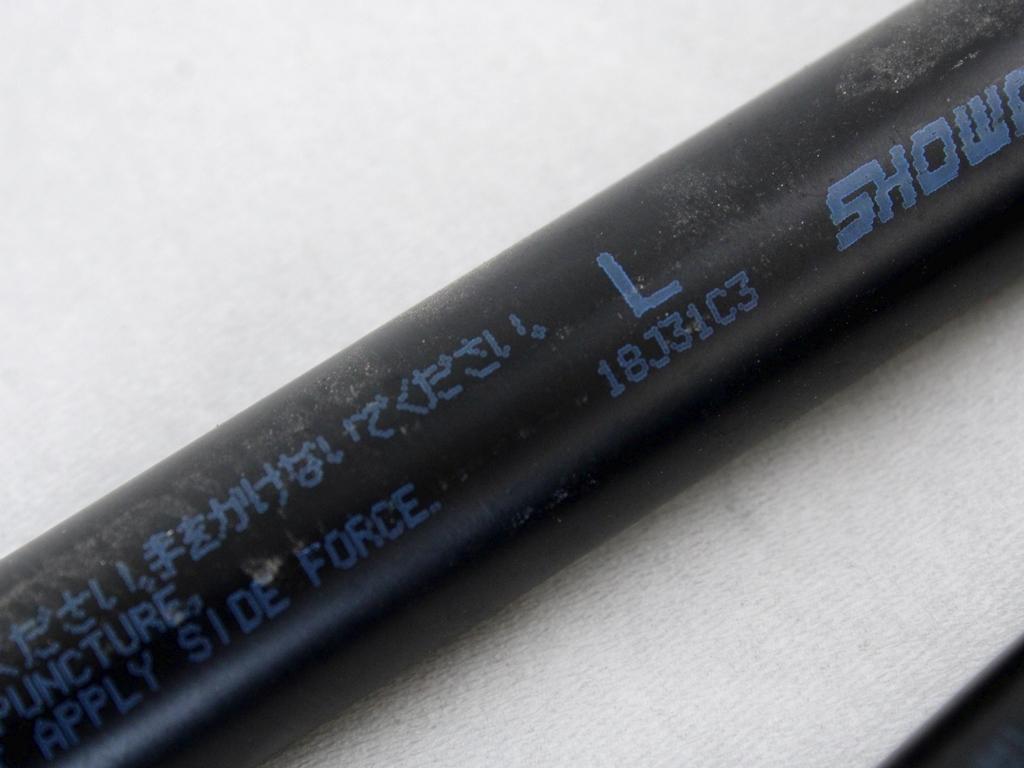 SHOW
L
18J31C3
ください。
手をかけないでください。
PUNCTURE.
APPLY SIDE FORCE.